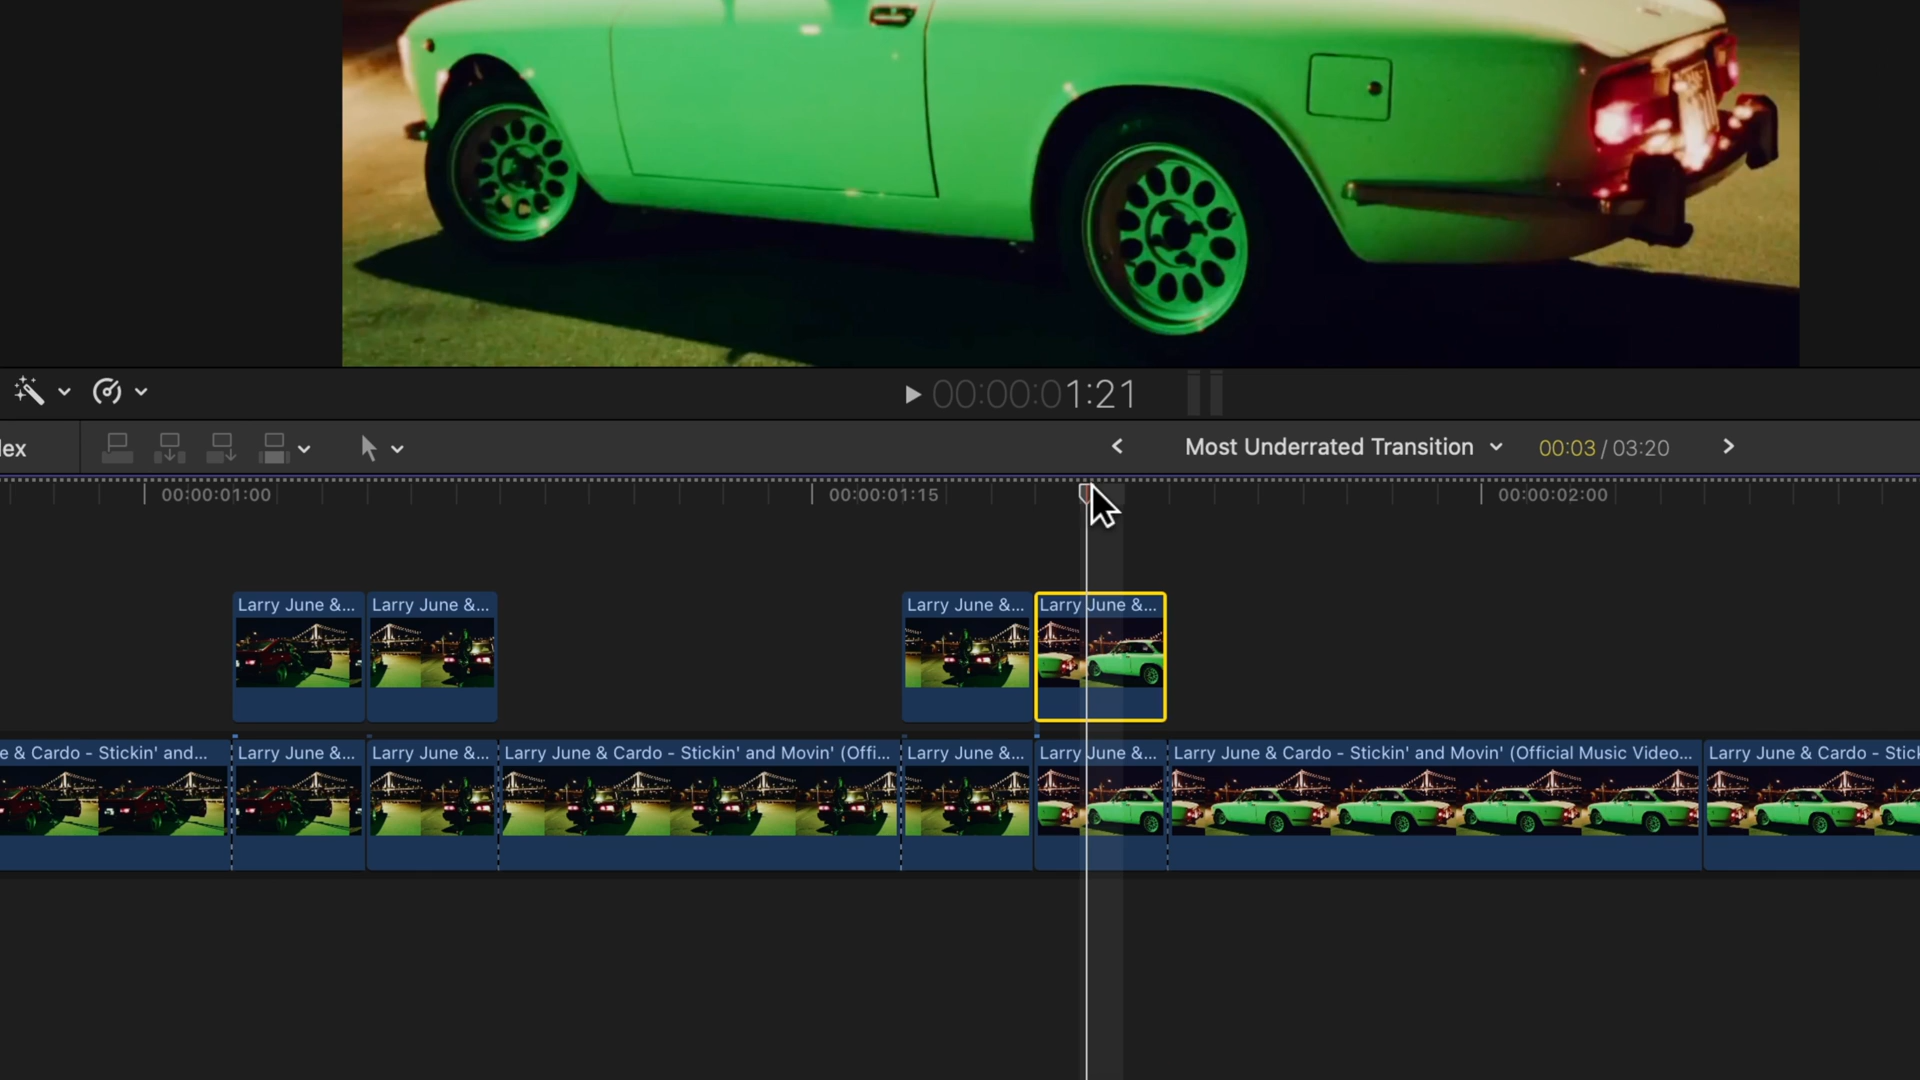 00:00:01:21
ex
Most Underrated Transition
00:03 / 03:20
00:00:01:00
00:00:01:15
00:00:02:00
Larry June &...
Larry June &...
Larry June &...
Larry June &...
e & Cardo - Stickin' and...
Larry June &...
Larry June &...
Larry June & Cardo - Stickin' and Movin' (Offi...
Larry June &...
Larry June &...
Larry June & Cardo - Stickin' and Movin' (Official Music Video...
Larry June & Cardo - Stick